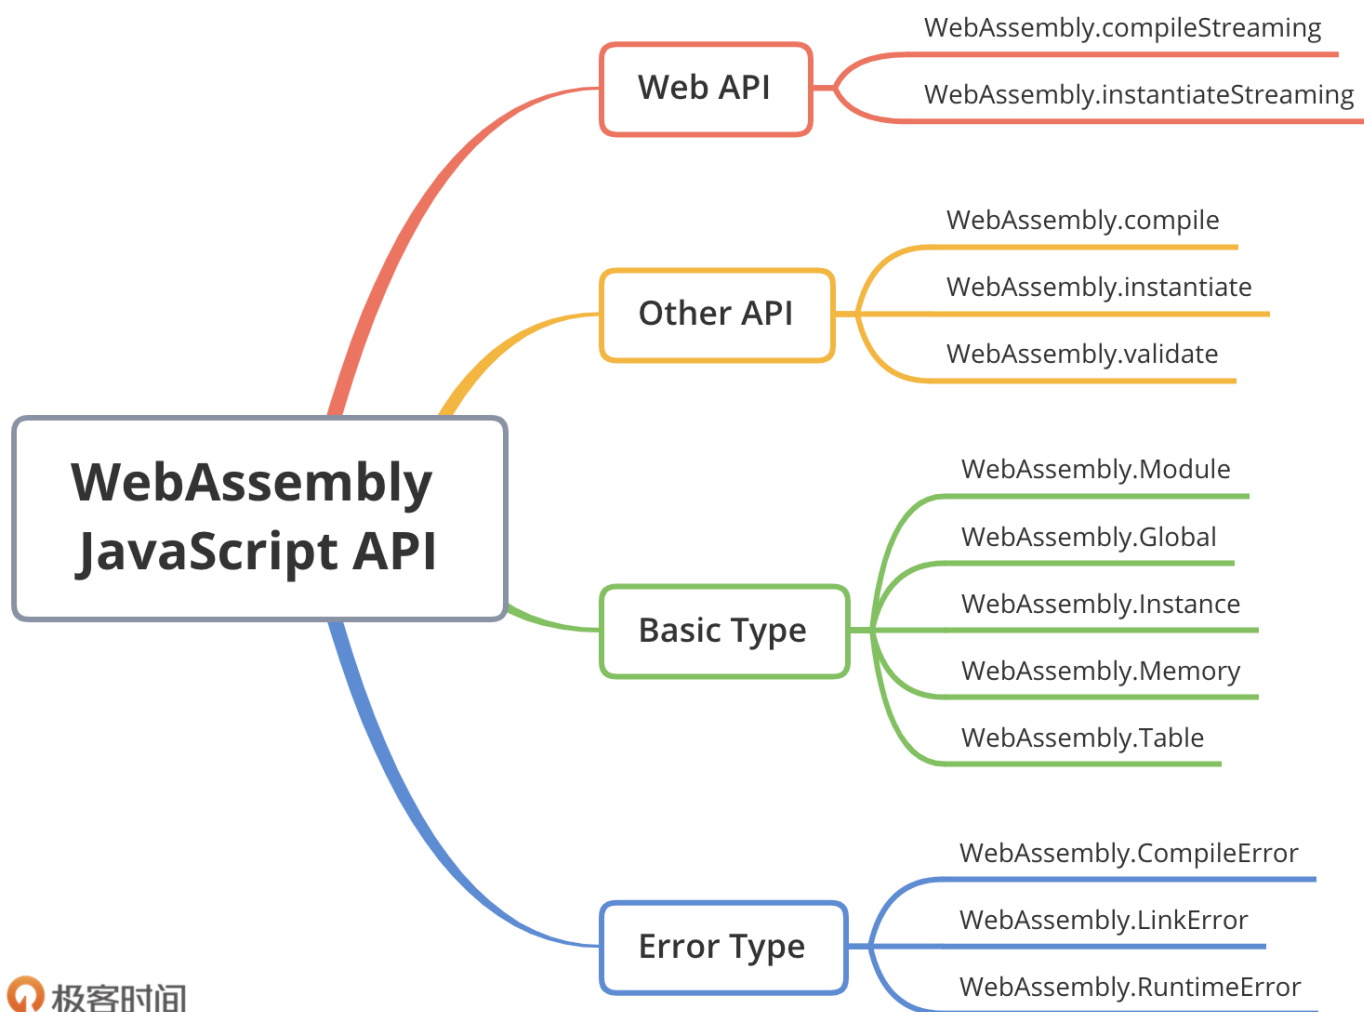 WebAssembly
JavaScript API
Web API
WebAssembly.compileStreaming
WebAssembly.instantiateStreaming
Other API
WebAssembly.compile
WebAssembly.instantiate
WebAssembly.validate
Basic Type
WebAssembly.Module
WebAssembly.Global
WebAssembly.Instance
WebAssembly.Memory
WebAssembly.Table
Error Type
WebAssembly.CompileError
WebAssembly.LinkError
WebAssembly.RuntimeError
极客时间